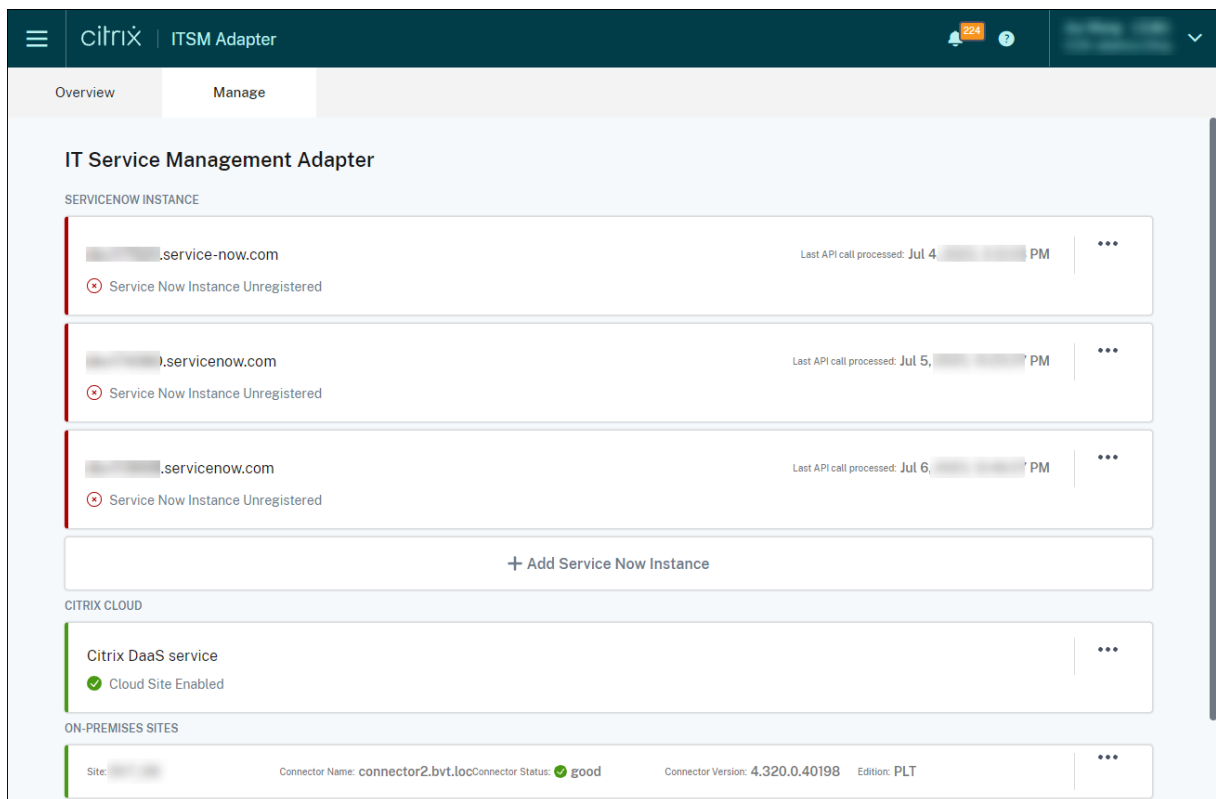 citrix | ITSM Adapter
224
?
Overview
Manage
IT Service Management Adapter
SERVICENOW INSTANCE
.service-now.com
Last API call processed: Jul 4 PM
Service Now Instance Unregistered
.servicenow.com
Last API call processed: Jul 5, PM
Service Now Instance Unregistered
.servicenow.com
Last API call processed: Jul 6, PM
Service Now Instance Unregistered
+ Add Service Now Instance
CITRIX CLOUD
Citrix DaaS service
Cloud Site Enabled
ON-PREMISES SITES
Site: Connector Name: connector2.bvt.locConnector Status: good Connector Version: 4.320.0.40198 Edition: PLT